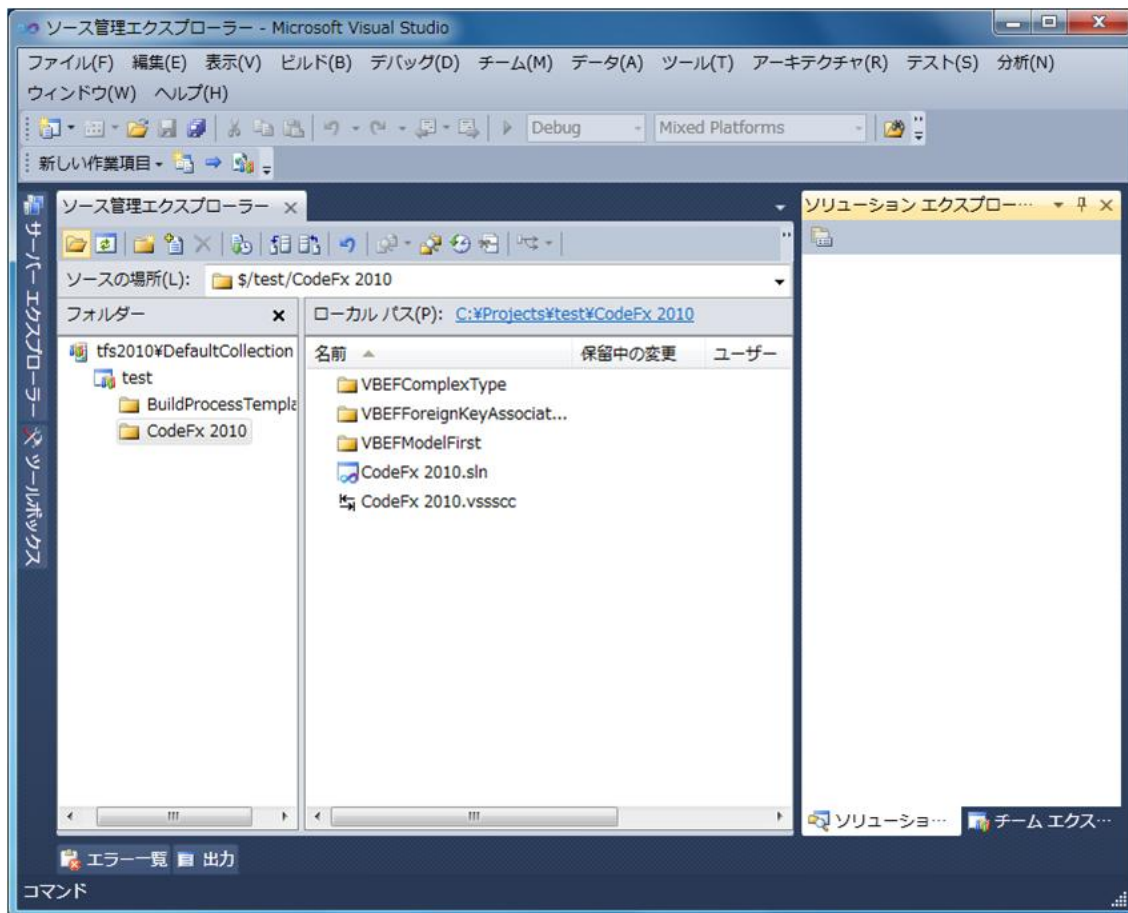 ソース管理エクスプローラー - Microsoft Visual Studio
ファイル(F) 編集(E) 表示(V) ビルド(B) デバッグ(D) チーム(M) データ(A) ツール(T) アーキテクチャ(R) テスト(S) 分析(N)
ウィンドウ(W) ヘルプ(H)
Debug Mixed Platforms
新しい作業項目
サーバー エクスプローラー
ツールボックス
ソース管理エクスプローラー
ソースの場所(L): $/test/CodeFx 2010
フォルダー
tfs2010¥DefaultCollection
test
BuildProcessTempla
CodeFx 2010
ローカル パス(P): C:¥Projects¥test¥CodeFx 2010
名前 保留中の変更 ユーザー
VBEFComplexType
VBEFForeignKeyAssociat...
VBEFModelFirst
CodeFx 2010.sln
CodeFx 2010.vssscc
ソリューション エクスプロー…
ソリューショ… チーム エクス…
エラー一覧 出力
コマンド